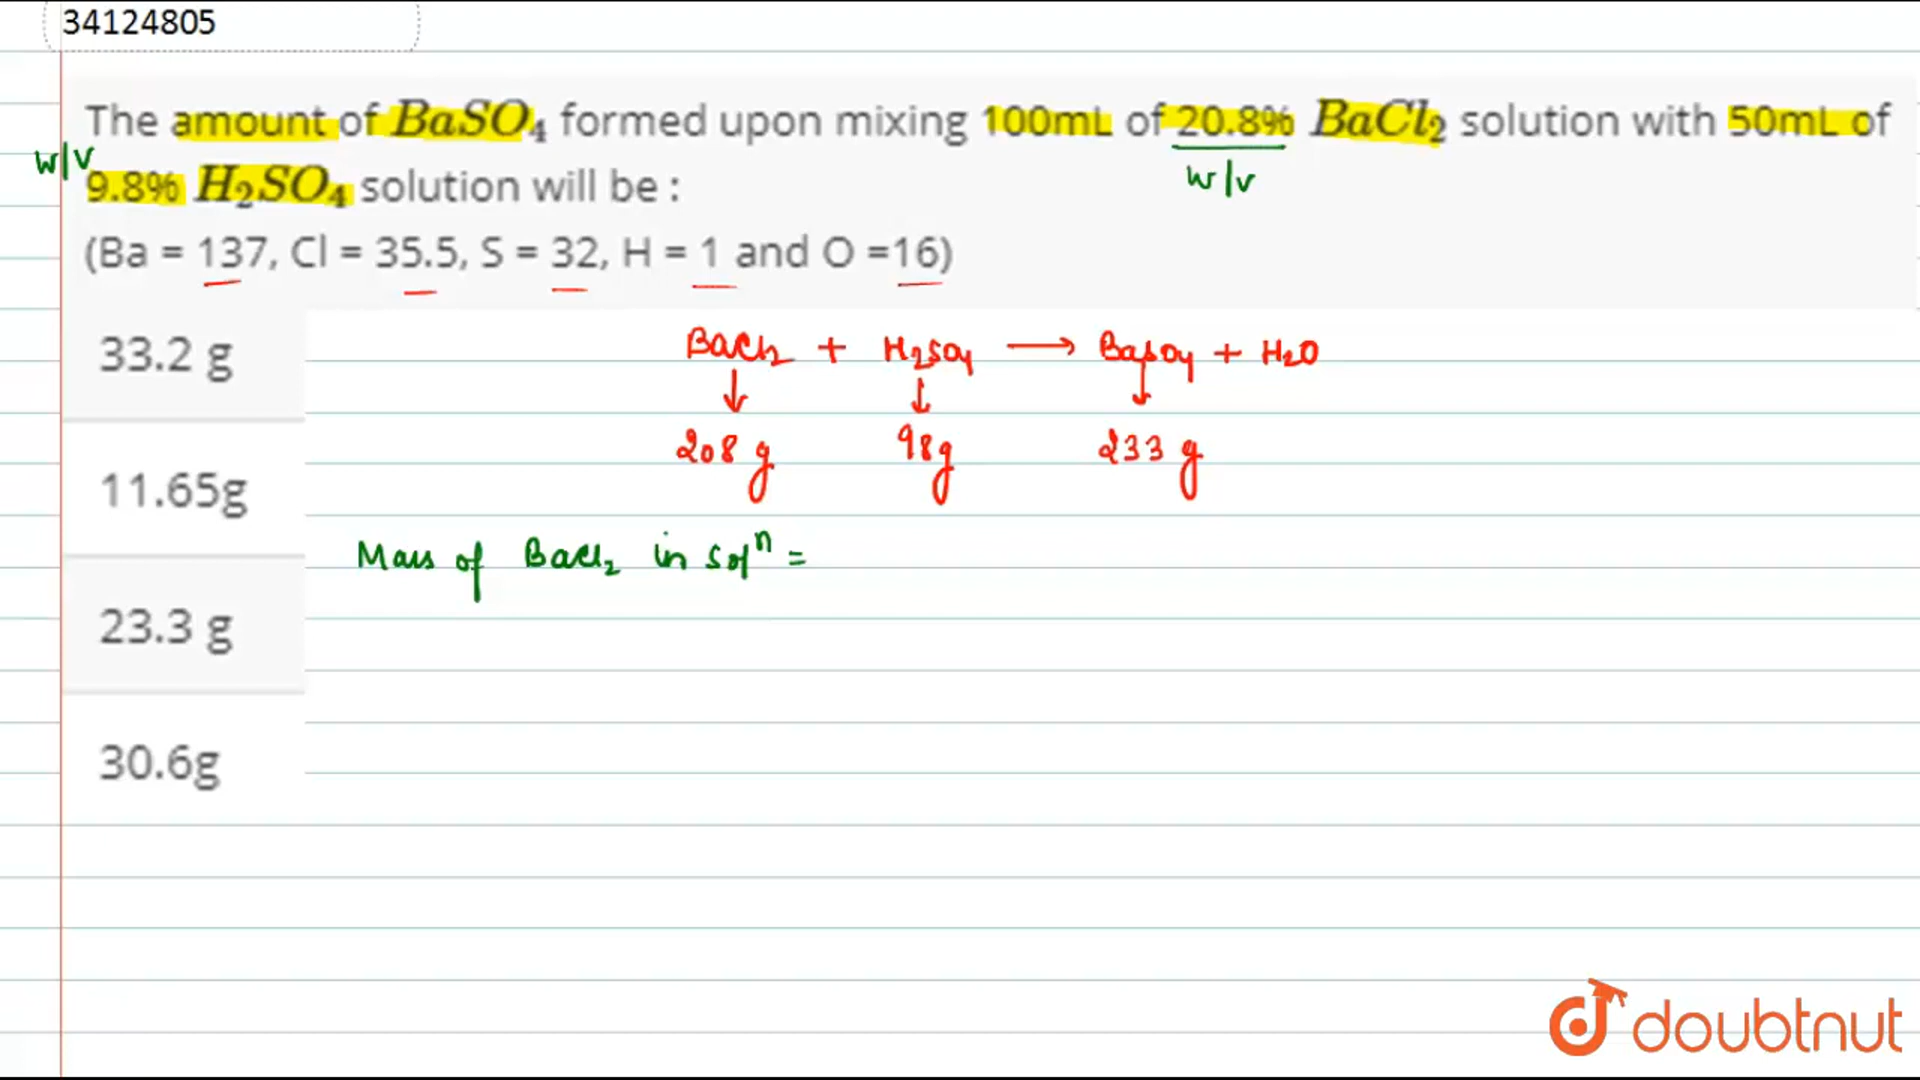 34124805
The amount of BaSO4 formed upon mixing 100mL of 20.8% BaCl2 solution with 50mL of
w/v
w/v
9.8% H2SO4 solution will be :
(Ba = 137, Cl = 35.5, S = 32, H = 1 and O =16)
33.2 g
BaCl2 + H2SO4 → BaSO4 + H2O
208 g 98g 233 g
11.65g
Mass of BaCl2 in solⁿ =
23.3 g
30.6g
doubtnut